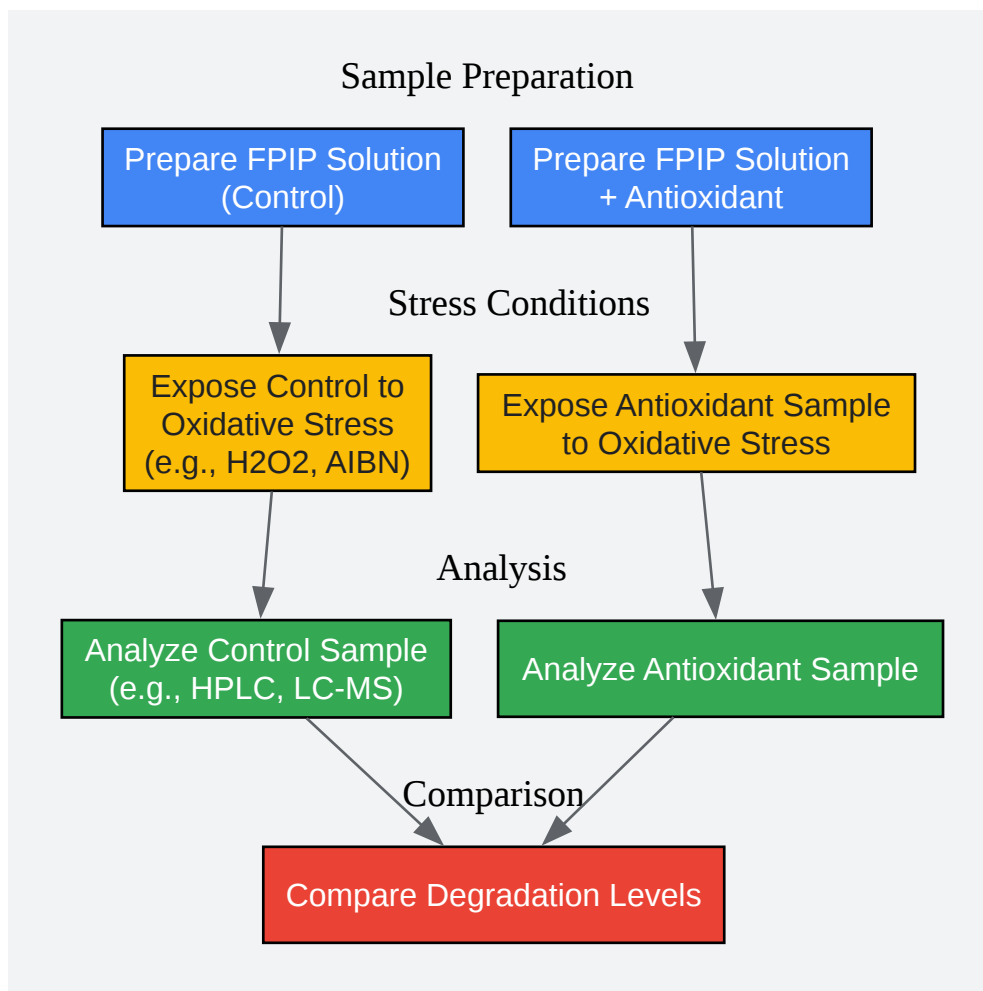 Sample Preparation
Prepare FPIP Solution
(Control)
Prepare FPIP Solution
+ Antioxidant
Stress Conditions
Expose Control to
Oxidative Stress
(e.g., H2O2, AIBN)
Expose Antioxidant Sample
to Oxidative Stress
Analysis
Analyze Control Sample
(e.g., HPLC, LC-MS)
Analyze Antioxidant Sample
Comparison
Compare Degradation Levels